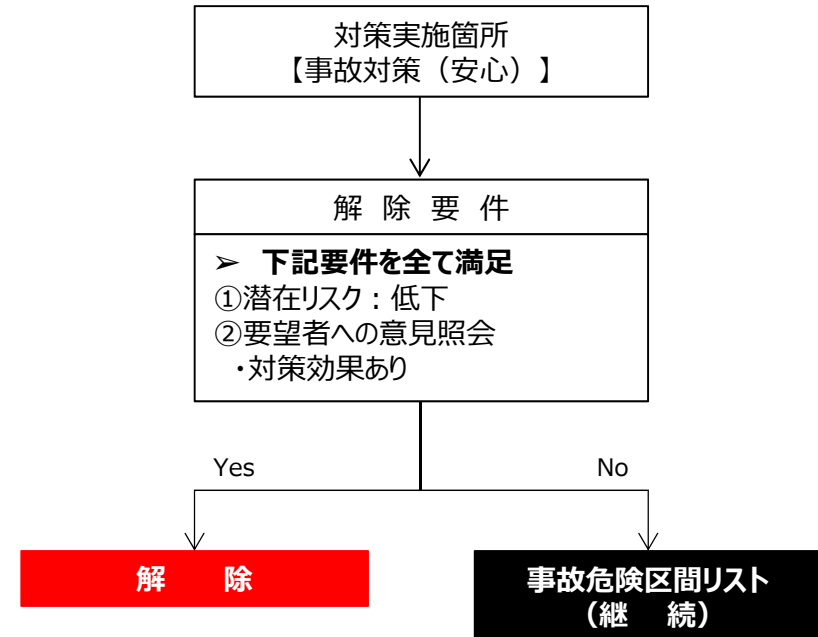 対策実施箇所
【事故対策（安心）】
解 除 要 件
➢ 下記要件を全て満足
①潜在リスク：低下
②要望者への意見照会
・対策効果あり
Yes
No
解 除
事故危険区間リスト
（継 続）